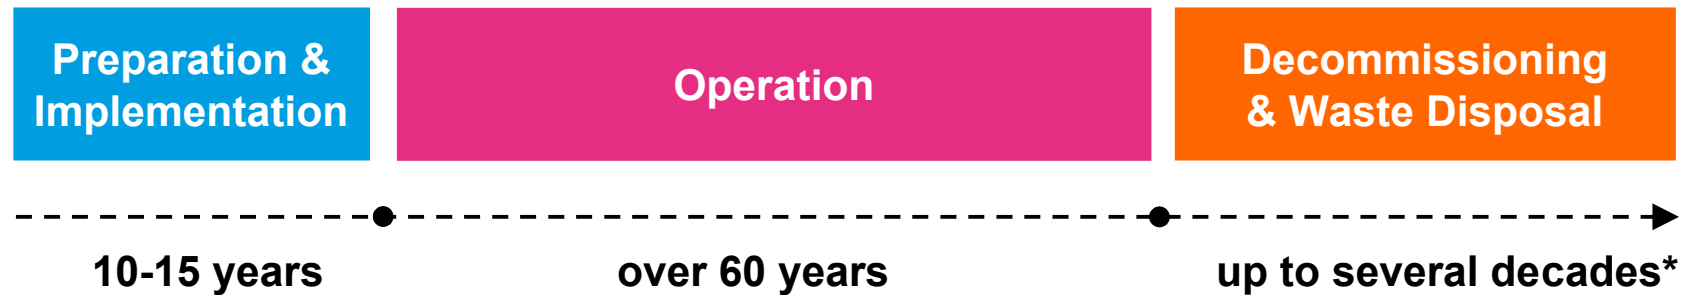 Preparation &
Implementation
Operation
Decommissioning
& Waste Disposal
10-15 years
over 60 years
up to several decades*